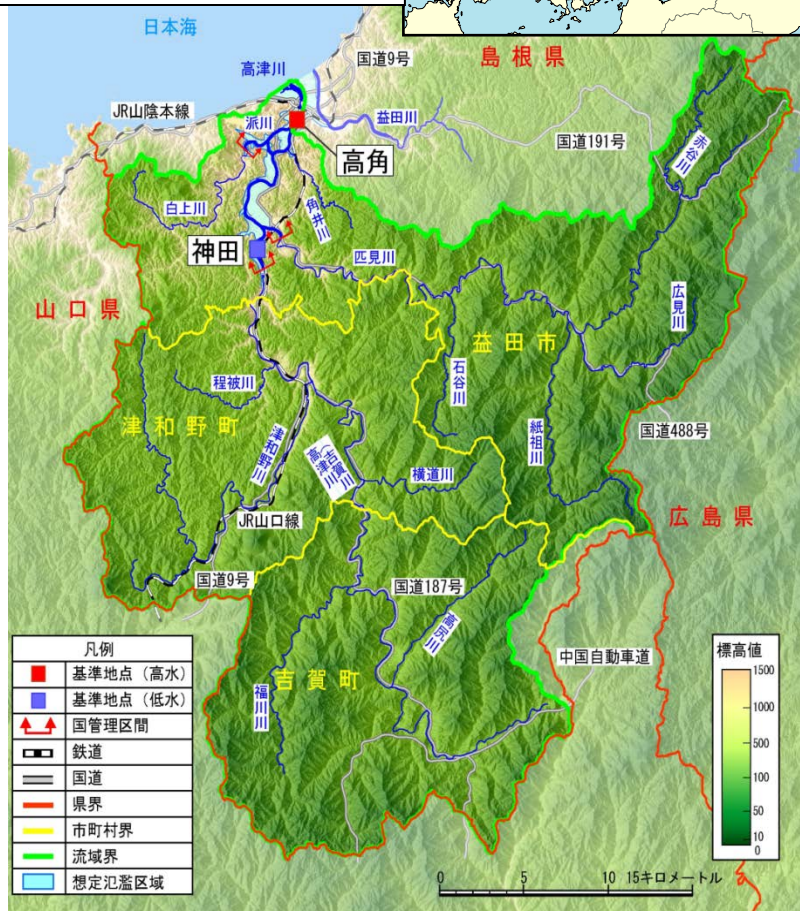 日本海
国道9号
島根県
高津川
JR山陰本線
派川
益田川
国道191号
赤谷川
高角
白上川
角井川
神田
匹見川
山口県
広見川
益田市
石谷川
程彼川
津和野町
紙祖川
国道488号
津和野川
高津川
(吉賀川)
横道川
広島県
JR山口線
国道9号
国道187号
高尻川
中国自動車道
吉賀町
福川川
凡例
基準地点(高水)
基準地点(低水)
国管理区間
鉄道
国道
県界
市町村界
流域界
想定氾濫区域
標高値
1500
1000
500
100
50
10
0
0 5 10 15キロメートル